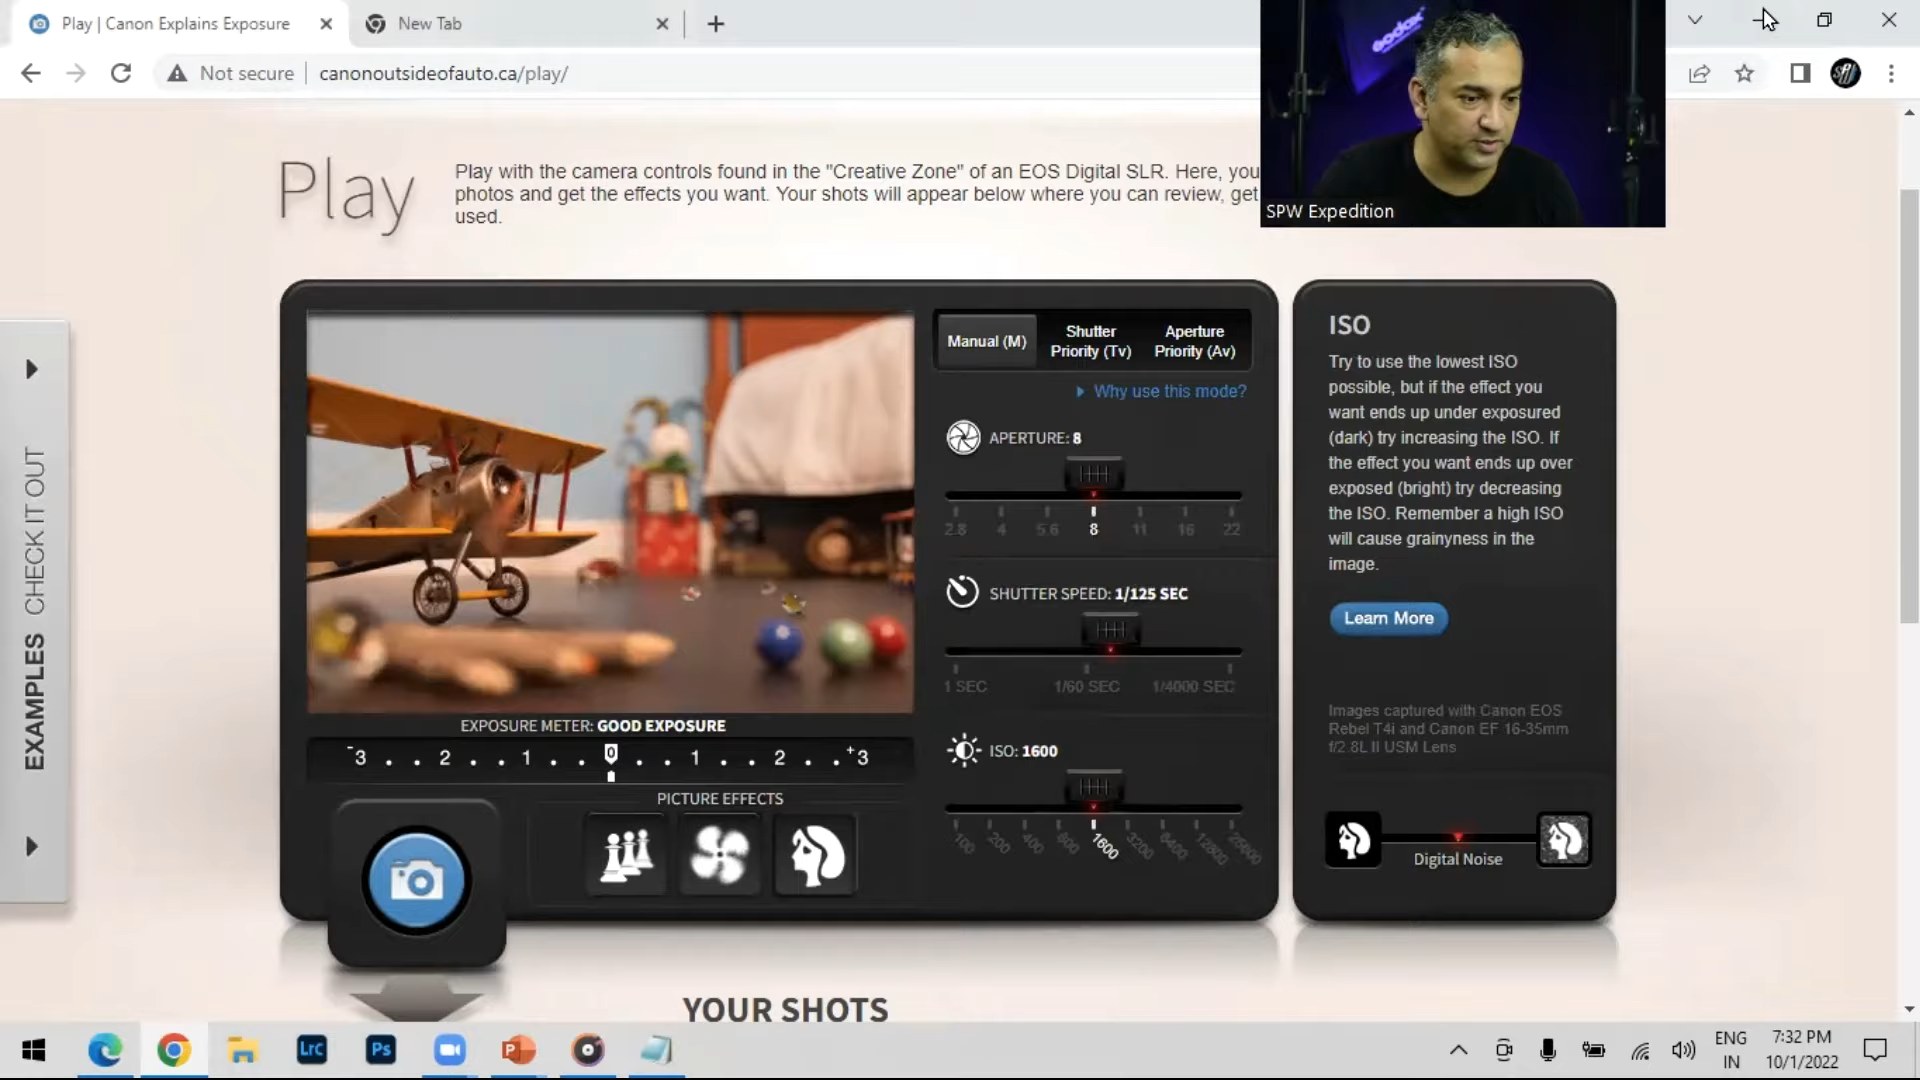 Play | Canon Explains Exposure
New Tab
Not secure
canonoutsideofauto.ca/play/
Godox
SPW Expedition
Play
Play with the camera controls found in the "Creative Zone" of an EOS Digital SLR. Here, you
photos and get the effects you want. Your shots will appear below where you can review, get
used.
EXAMPLES CHECK IT OUT
Manual (M)
Shutter
Priority (Tv)
Aperture
Priority (Av)
Why use this mode?
APERTURE: 8
2.8 4 5.6 8 11 16 22
SHUTTER SPEED: 1/125 SEC
1 SEC 1/60 SEC 1/4000 SEC
ISO: 1600
100 200 400 800 1600 3200 6400 12800 25600
EXPOSURE METER: GOOD EXPOSURE
-3 . . 2 . . 1 . . 0 . . 1 . . 2 . . +3
PICTURE EFFECTS
ISO
Try to use the lowest ISO
possible, but if the effect you
want ends up under exposured
(dark) try increasing the ISO. If
the effect you want ends up over
exposed (bright) try decreasing
the ISO. Remember a high ISO
will cause grainyness in the
image.
Learn More
Images captured with Canon EOS
Rebel T4i and Canon EF 16-35mm
f/2.8L II USM Lens
Digital Noise
YOUR SHOTS
LrC
Ps
P
ENG
IN
7:32 PM
10/1/2022